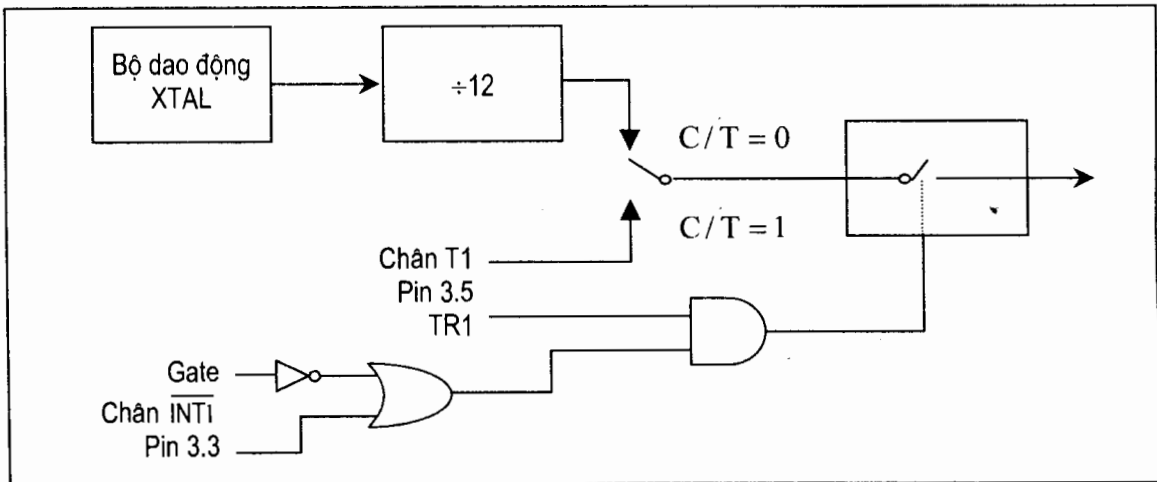 Bộ dao động
XTAL
÷12
C/T = 0
C/T = 1
Chân T1
Pin 3.5
TR1
Gate
Chân INT1
Pin 3.3